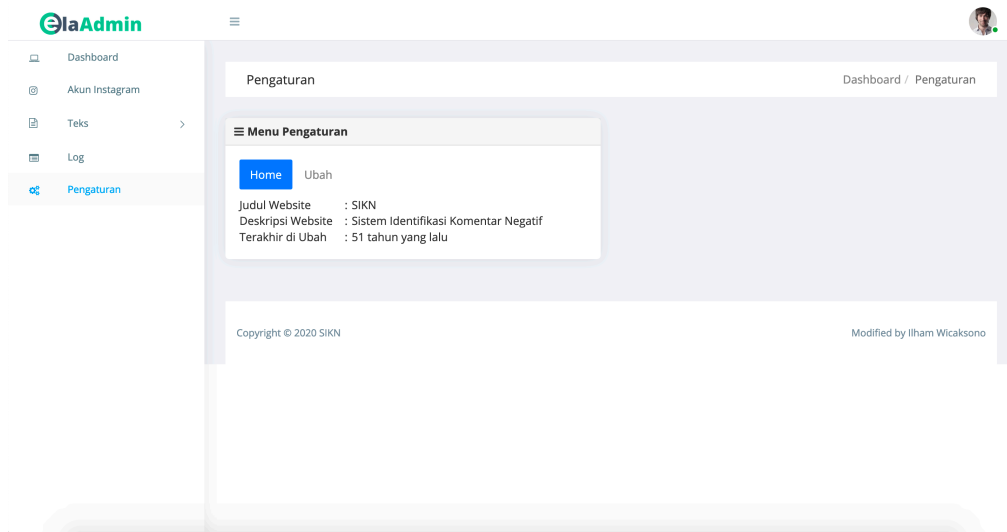 elaAdmin
Dashboard
Akun Instagram
Teks
Log
Pengaturan
Pengaturan
Dashboard / Pengaturan
Menu Pengaturan
Home Ubah
Judul Website : SIKN
Deskripsi Website : Sistem Identifikasi Komentar Negatif
Terakhir di Ubah : 51 tahun yang lalu
Copyright © 2020 SIKN
Modified by Ilham Wicaksono